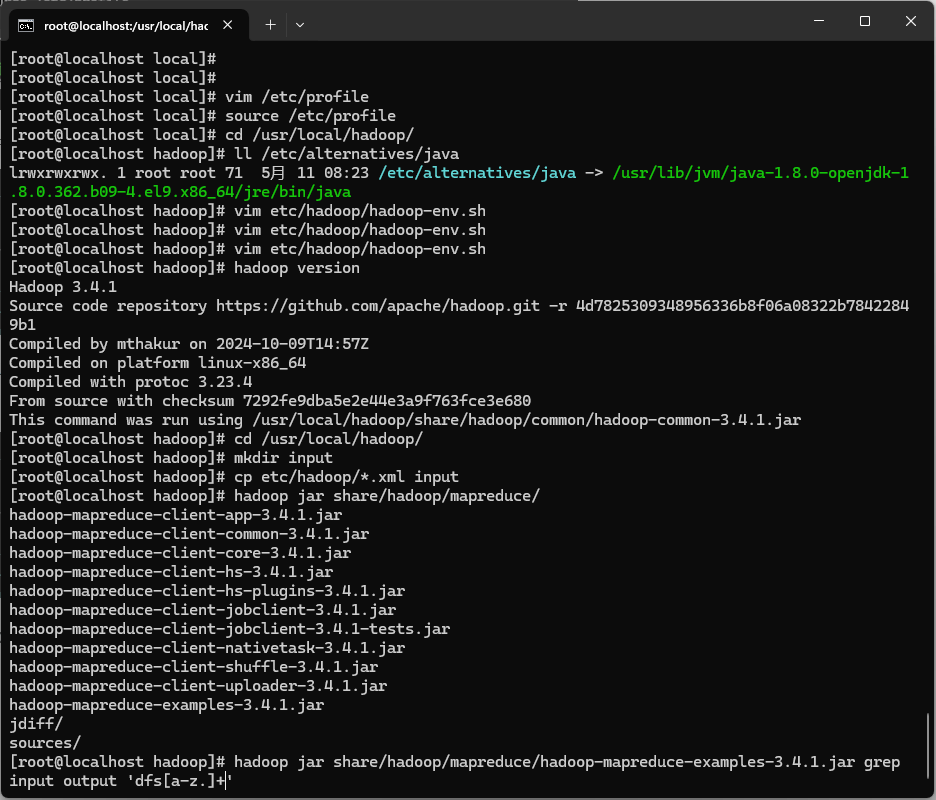 root@localhost:/usr/local/hac
[root@localhost local]#
[root@localhost local]#
[root@localhost local]# vim /etc/profile
[root@localhost local]# source /etc/profile
[root@localhost local]# cd /usr/local/hadoop/
[root@localhost hadoop]# ll /etc/alternatives/java
lrwxrwxrwx. 1 root root 71  5月 11 08:23 /etc/alternatives/java -> /usr/lib/jvm/java-1.8.0-openjdk-1
.8.0.362.b09-4.el9.x86_64/jre/bin/java
[root@localhost hadoop]# vim etc/hadoop/hadoop-env.sh
[root@localhost hadoop]# vim etc/hadoop/hadoop-env.sh
[root@localhost hadoop]# vim etc/hadoop/hadoop-env.sh
[root@localhost hadoop]# hadoop version
Hadoop 3.4.1
Source code repository https://github.com/apache/hadoop.git -r 4d7825309348956336b8f06a08322b7842284
9b1
Compiled by mthakur on 2024-10-09T14:57Z
Compiled on platform linux-x86_64
Compiled with protoc 3.23.4
From source with checksum 7292fe9dba5e2e44e3a9f763fce3e680
This command was run using /usr/local/hadoop/share/hadoop/common/hadoop-common-3.4.1.jar
[root@localhost hadoop]# cd /usr/local/hadoop/
[root@localhost hadoop]# mkdir input
[root@localhost hadoop]# cp etc/hadoop/*.xml input
[root@localhost hadoop]# hadoop jar share/hadoop/mapreduce/
hadoop-mapreduce-client-app-3.4.1.jar
hadoop-mapreduce-client-common-3.4.1.jar
hadoop-mapreduce-client-core-3.4.1.jar
hadoop-mapreduce-client-hs-3.4.1.jar
hadoop-mapreduce-client-hs-plugins-3.4.1.jar
hadoop-mapreduce-client-jobclient-3.4.1.jar
hadoop-mapreduce-client-jobclient-3.4.1-tests.jar
hadoop-mapreduce-client-nativetask-3.4.1.jar
hadoop-mapreduce-client-shuffle-3.4.1.jar
hadoop-mapreduce-client-uploader-3.4.1.jar
hadoop-mapreduce-examples-3.4.1.jar
jdiff/
sources/
[root@localhost hadoop]# hadoop jar share/hadoop/mapreduce/hadoop-mapreduce-examples-3.4.1.jar grep
input output 'dfs[a-z.]+'